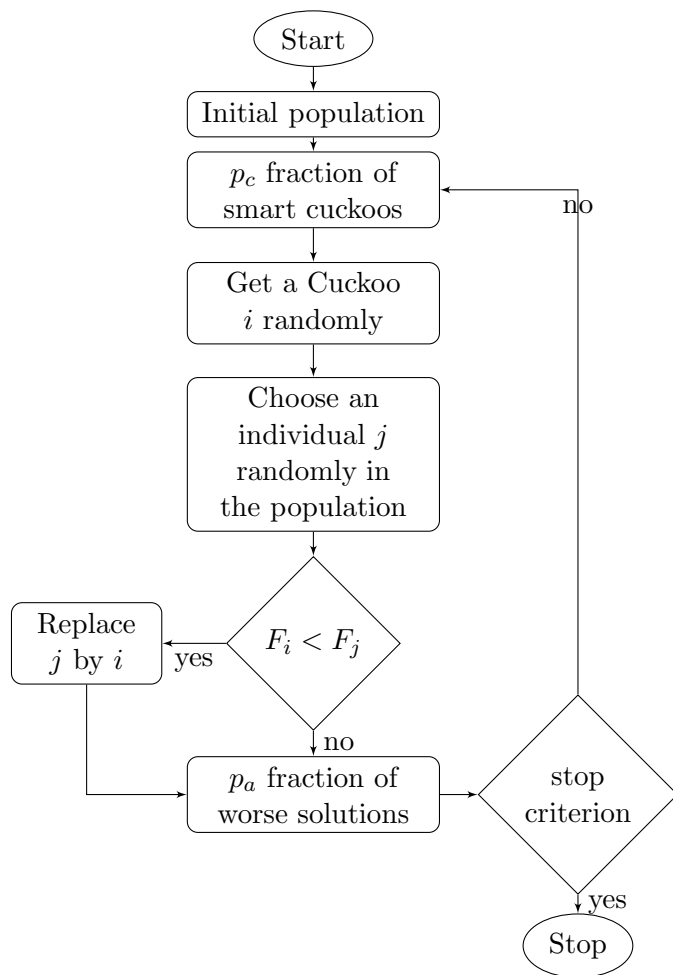 Start
Initial population
$p_c$ fraction of
smart cuckoos
no
Get a Cuckoo
$i$ randomly
Choose an
individual $j$
randomly in
the population
$F_i < F_j$
yes
Replace
$j$ by $i$
no
$p_a$ fraction of
worse solutions
stop
criterion
yes
Stop